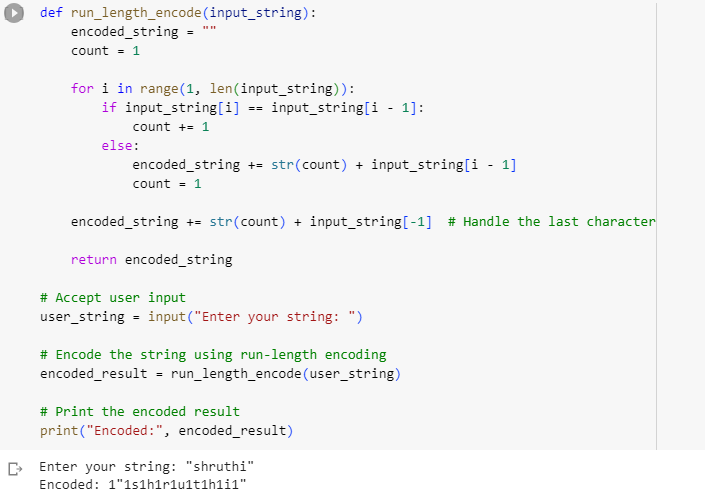 def run_length_encode(input_string):
    encoded_string = ""
    count = 1

    for i in range(1, len(input_string)):
        if input_string[i] == input_string[i - 1]:
            count += 1
        else:
            encoded_string += str(count) + input_string[i - 1]
            count = 1

    encoded_string += str(count) + input_string[-1]  # Handle the last character

    return encoded_string

# Accept user input
user_string = input("Enter your string: ")

# Encode the string using run-length encoding
encoded_result = run_length_encode(user_string)

# Print the encoded result
print("Encoded:", encoded_result)

Enter your string: "shruthi"
Encoded: 1"1s1h1r1u1t1h1i1"